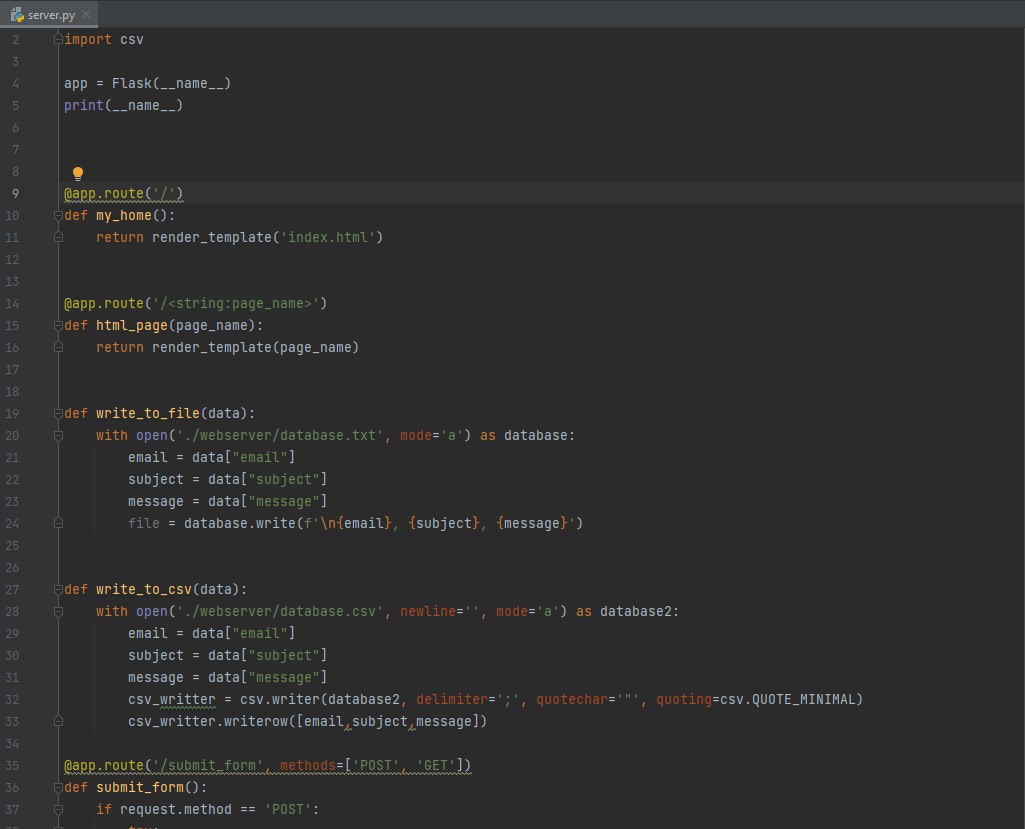 server.py
2 import csv
3
4 app = Flask(__name__)
5 print(__name__)
6
7
8
9 @app.route('/')
10 def my_home():
11     return render_template('index.html')
12
13
14 @app.route('/<string:page_name>')
15 def html_page(page_name):
16     return render_template(page_name)
17
18
19 def write_to_file(data):
20     with open('./webserver/database.txt', mode='a') as database:
21         email = data["email"]
22         subject = data["subject"]
23         message = data["message"]
24         file = database.write(f'\n{email}, {subject}, {message}')
25
26
27 def write_to_csv(data):
28     with open('./webserver/database.csv', newline='', mode='a') as database2:
29         email = data["email"]
30         subject = data["subject"]
31         message = data["message"]
32         csv_writter = csv.writer(database2, delimiter=';', quotechar='"', quoting=csv.QUOTE_MINIMAL)
33         csv_writter.writerow([email,subject,message])
34
35 @app.route('/submit_form', methods=['POST', 'GET'])
36 def submit_form():
37     if request.method == 'POST':
38         try: